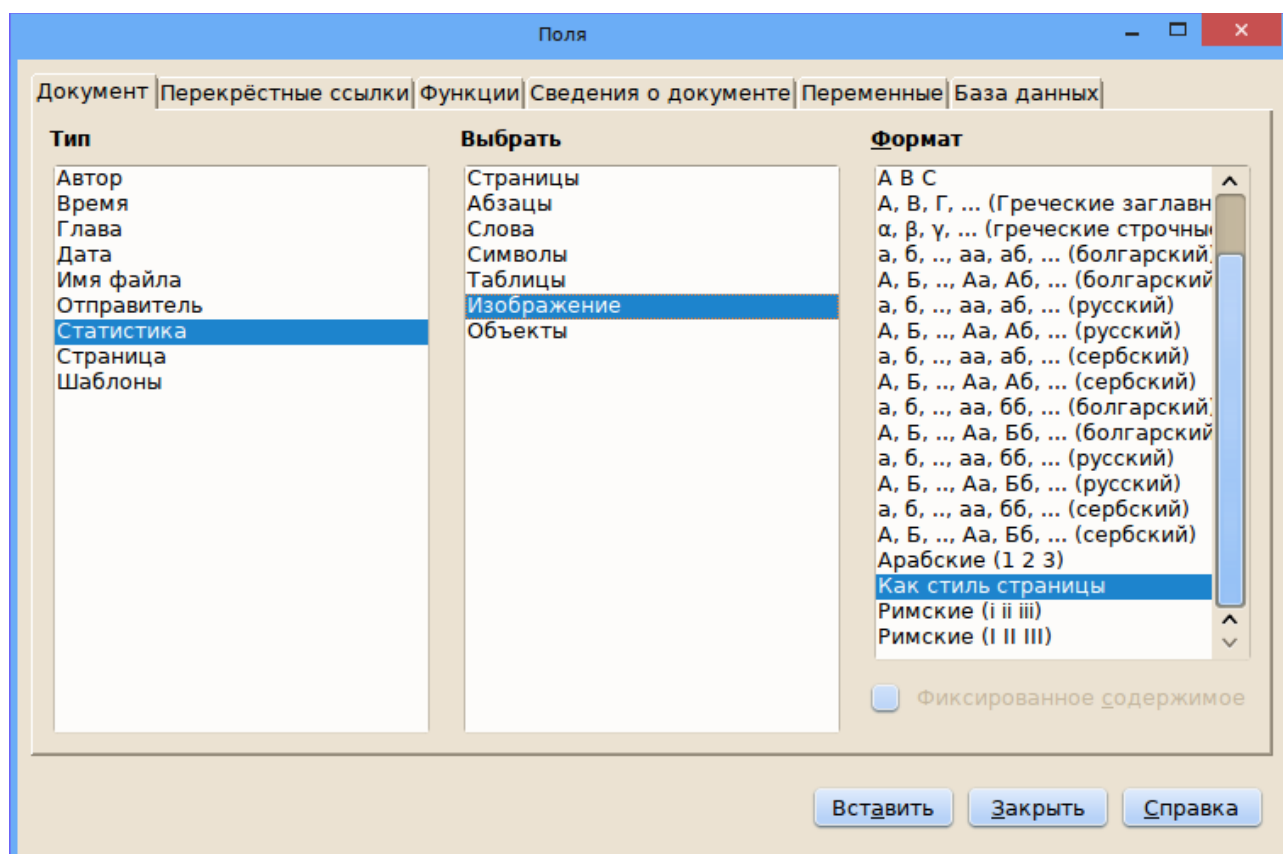 Поля
Документ Перекрёстные ссылки Функции Сведения о документе Переменные База данных
Тип
Автор
Время
Глава
Дата
Имя файла
Отправитель
Статистика
Страница
Шаблоны
Выбрать
Страницы
Абзацы
Слова
Символы
Таблицы
Изображение
Объекты
Формат
A B C
Α, Β, Γ, ... (Греческие заглавн
α, β, γ, ... (греческие строчны
а, б, .., аа, аб, ... (болгарский)
А, Б, .., Аа, Аб, ... (болгарский
а, б, .., аа, аб, ... (русский)
А, Б, .., Аа, Аб, ... (русский)
а, б, .., аа, аб, ... (сербский)
А, Б, .., Аа, Аб, ... (сербский)
а, б, .., аа, бб, ... (болгарский)
А, Б, .., Аа, Бб, ... (болгарский
а, б, .., аа, бб, ... (русский)
А, Б, .., Аа, Бб, ... (русский)
а, б, .., аа, бб, ... (сербский)
А, Б, .., Аа, Бб, ... (сербский)
Арабские (1 2 3)
Как стиль страницы
Римские (i ii iii)
Римские (I II III)
Фиксированное содержимое
Вставить Закрыть Справка